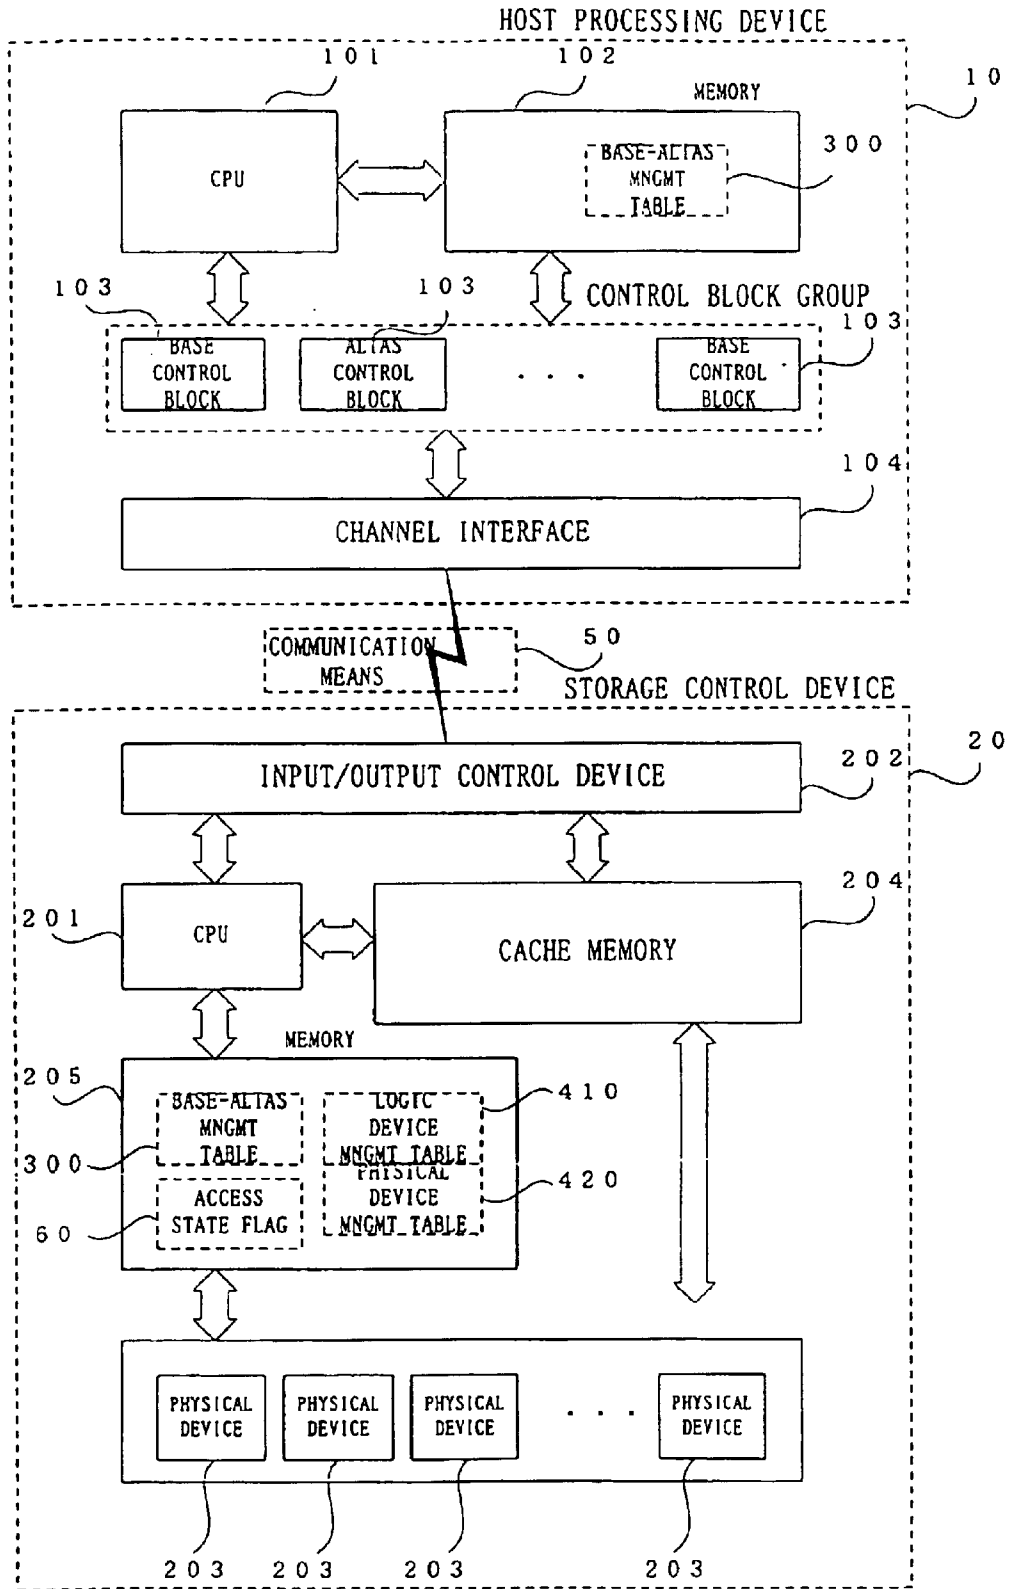 HOST PROCESSING DEVICE
101
102
MEMORY
10
CPU
BASE-ALIAS
MNGMT
TABLE
300
103
103
CONTROL BLOCK GROUP
103
BASE
CONTROL
BLOCK
ALIAS
CONTROL
BLOCK
. . .
BASE
CONTROL
BLOCK
104
CHANNEL INTERFACE
COMMUNICATION
MEANS
50
STORAGE CONTROL DEVICE
20
INPUT/OUTPUT CONTROL DEVICE
202
201
CPU
CACHE MEMORY
204
MEMORY
205
BASE-ALIAS
MNGMT
TABLE
300
LOGIC
DEVICE
MNGMT TABLE
410
PHYSICAL
DEVICE
MNGMT TABLE
420
ACCESS
STATE FLAG
60
PHYSICAL
DEVICE
PHYSICAL
DEVICE
PHYSICAL
DEVICE
. . .
PHYSICAL
DEVICE
203
203
203
203